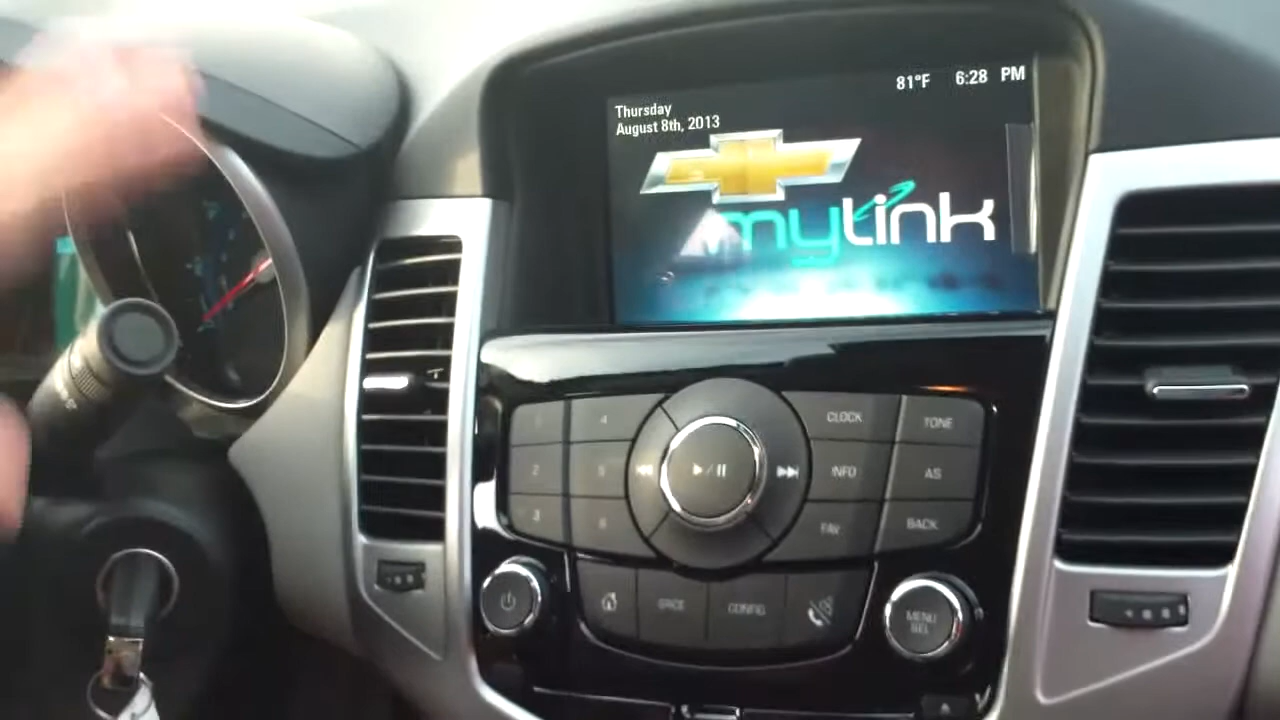 81°F 6:28 PM
Thursday
August 8th, 2013
mylink
1 4 CLOCK TONE
2 5 INFO AS
3 6 FAV BACK
CONFIG
MENU
SEL